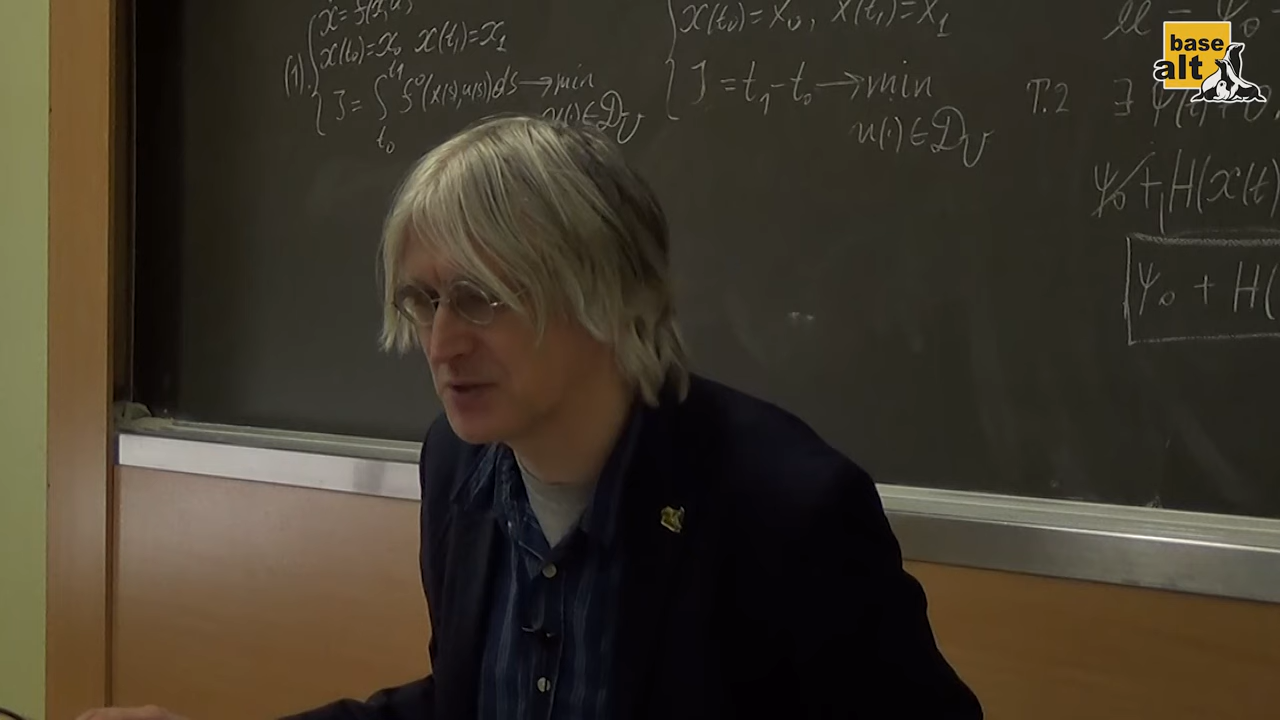 x(t₀)=x₀ x(t₁)=x₁
(1)
J = ∫ₜ₀ᵗ¹ f⁰(x(s),u(s))ds → min
u(·) ∈ D_U
x(t₀)=x₀, x(t₁)=x₁
J = t₁-t₀ → min
u(·) ∈ D_U
T.2 ∃
ψ₀ + H(x(t)
ψ₀ + H(
base
alt